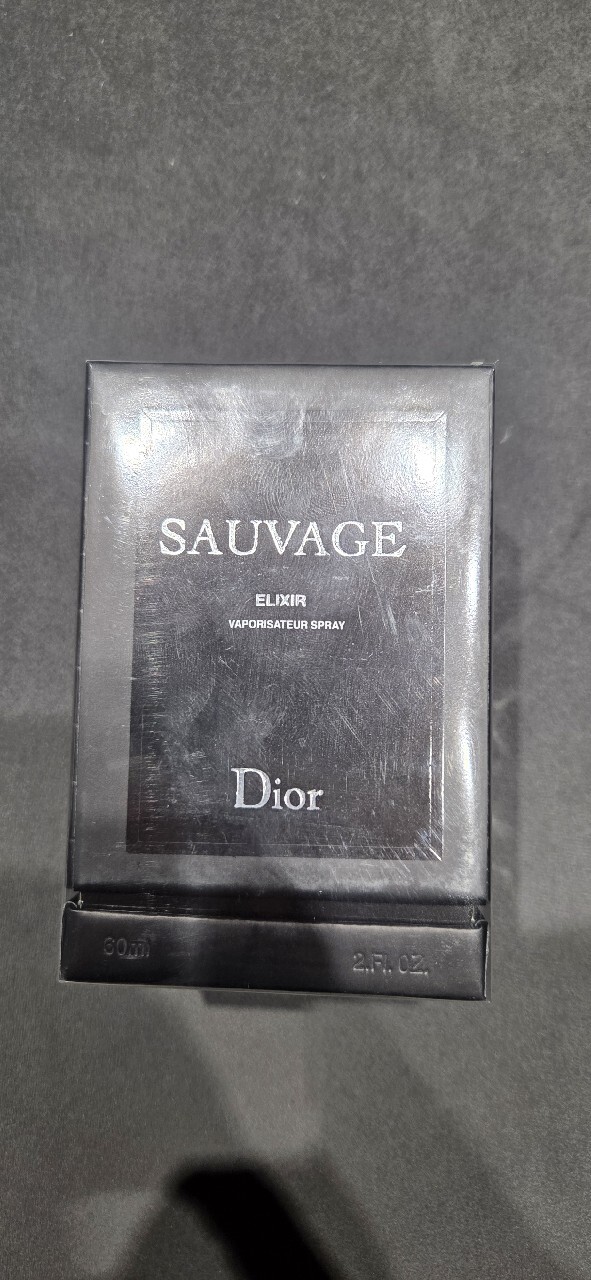 SAUVAGE
ELIXIR
VAPORISATEUR SPRAY
Dior
60ml 2.Fl. OZ.